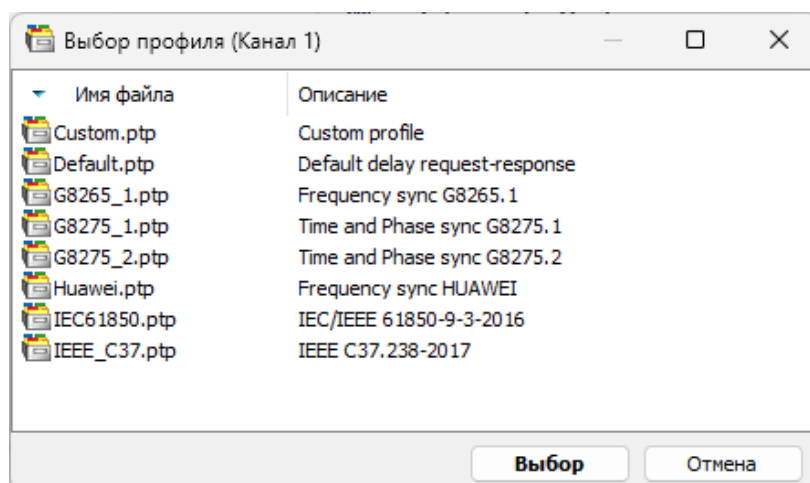 Выбор профиля (Канал 1)
Имя файла Описание
Custom.ptp Custom profile
Default.ptp Default delay request-response
G8265_1.ptp Frequency sync G8265.1
G8275_1.ptp Time and Phase sync G8275.1
G8275_2.ptp Time and Phase sync G8275.2
Huawei.ptp Frequency sync HUAWEI
IEC61850.ptp IEC/IEEE 61850-9-3-2016
IEEE_C37.ptp IEEE C37.238-2017
Выбор Отмена